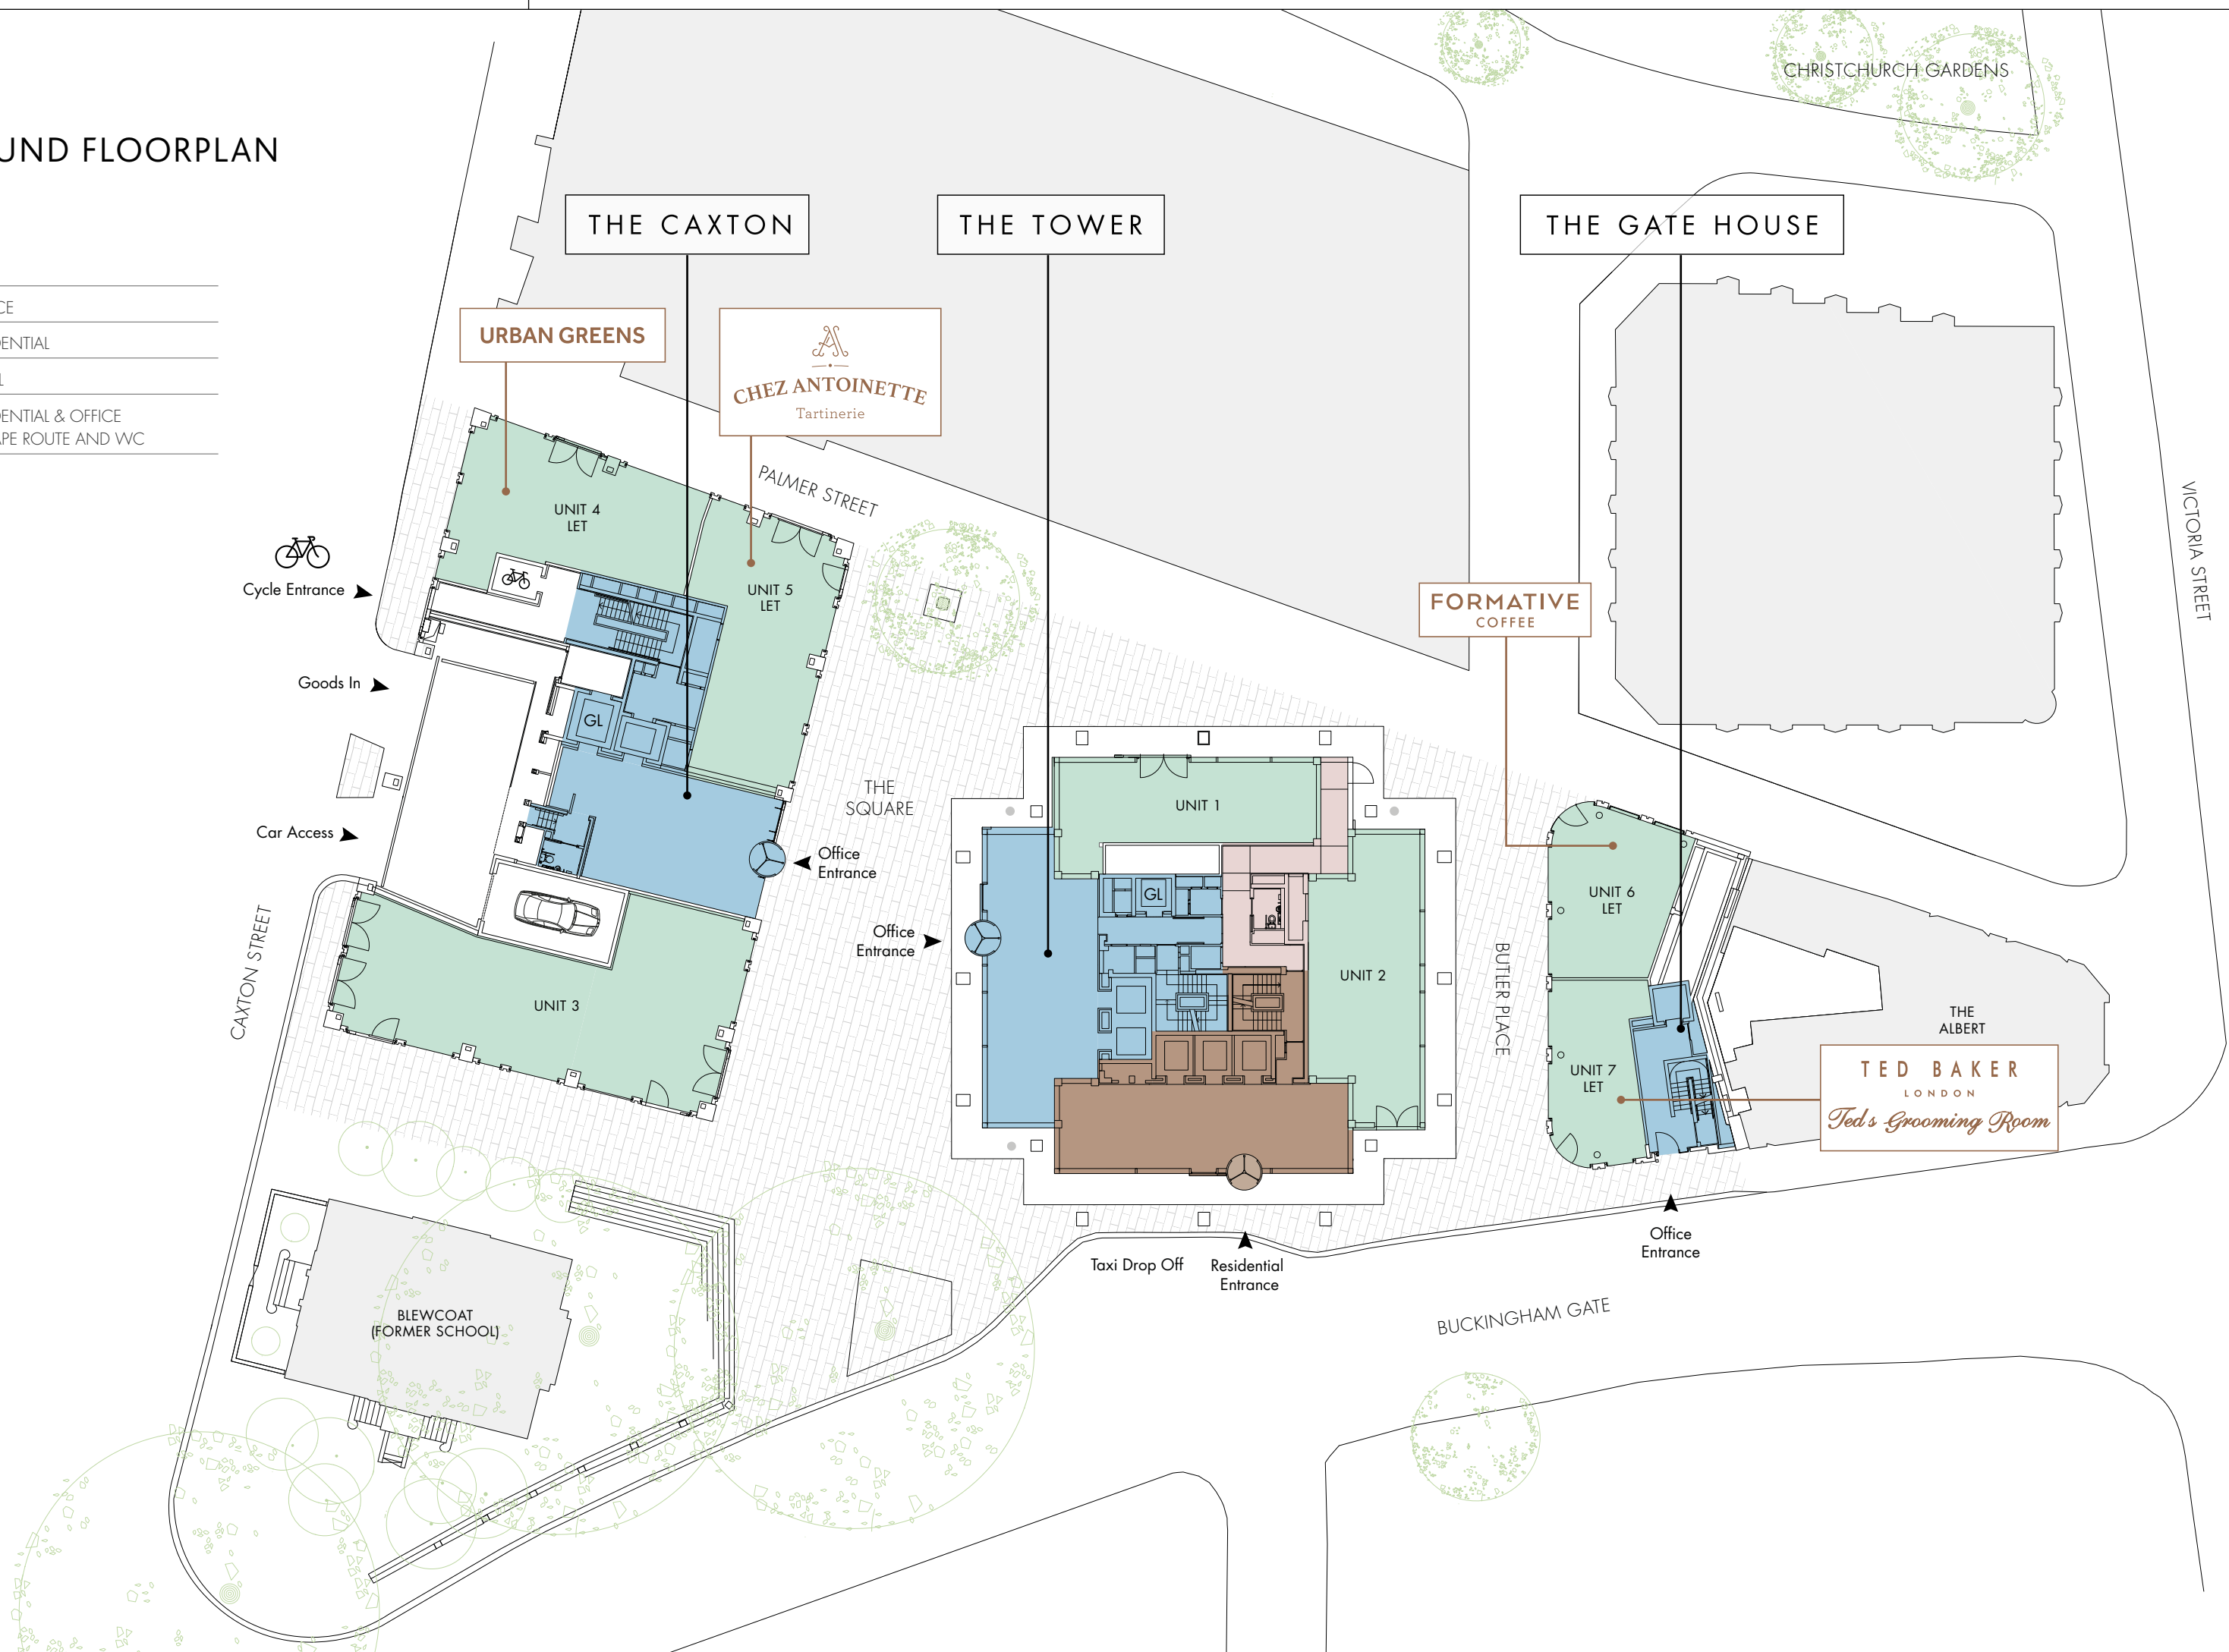 UND FLOORPLAN
CE
DENTIAL
L
DENTIAL & OFFICE
APE ROUTE AND WC
CHRISTCHURCH GARDENS
THE CAXTON
THE TOWER
THE GATE HOUSE
URBAN GREENS
A
CHEZ ANTOINETTE
Tartinerie
PALMER STREET
VICTORIA STREET
UNIT 4
LET
UNIT 5
LET
Cycle Entrance
Goods In
Car Access
GL
THE
SQUARE
Office
Entrance
CAXTON STREET
UNIT 3
FORMATIVE
COFFEE
UNIT 1
GL
Office
Entrance
UNIT 2
BUTLER PLACE
UNIT 6
LET
UNIT 7
LET
THE
ALBERT
TED BAKER
LONDON
Ted's Grooming Room
Office
Entrance
Taxi Drop Off
Residential
Entrance
BUCKINGHAM GATE
BLEWCOAT
(FORMER SCHOOL)